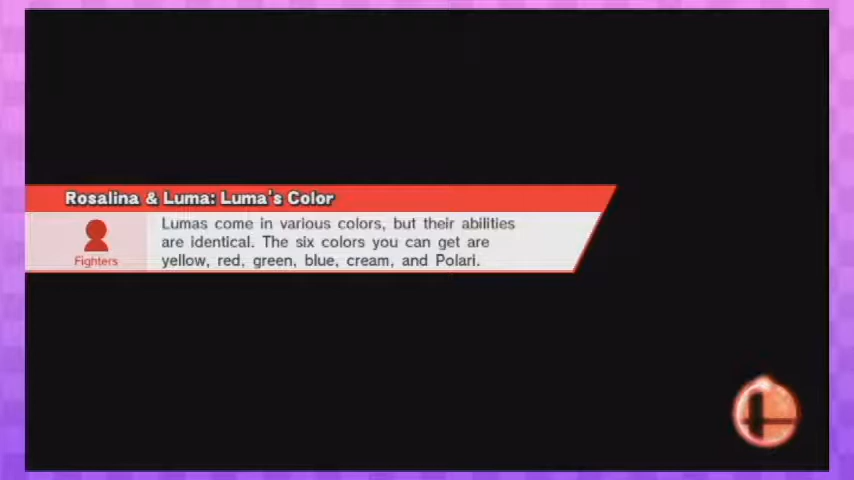 Rosalina & Luma: Luma's Color
Lumas come in various colors, but their abilities
are identical. The six colors you can get are
yellow, red, green, blue, cream, and Polari.
Fighters